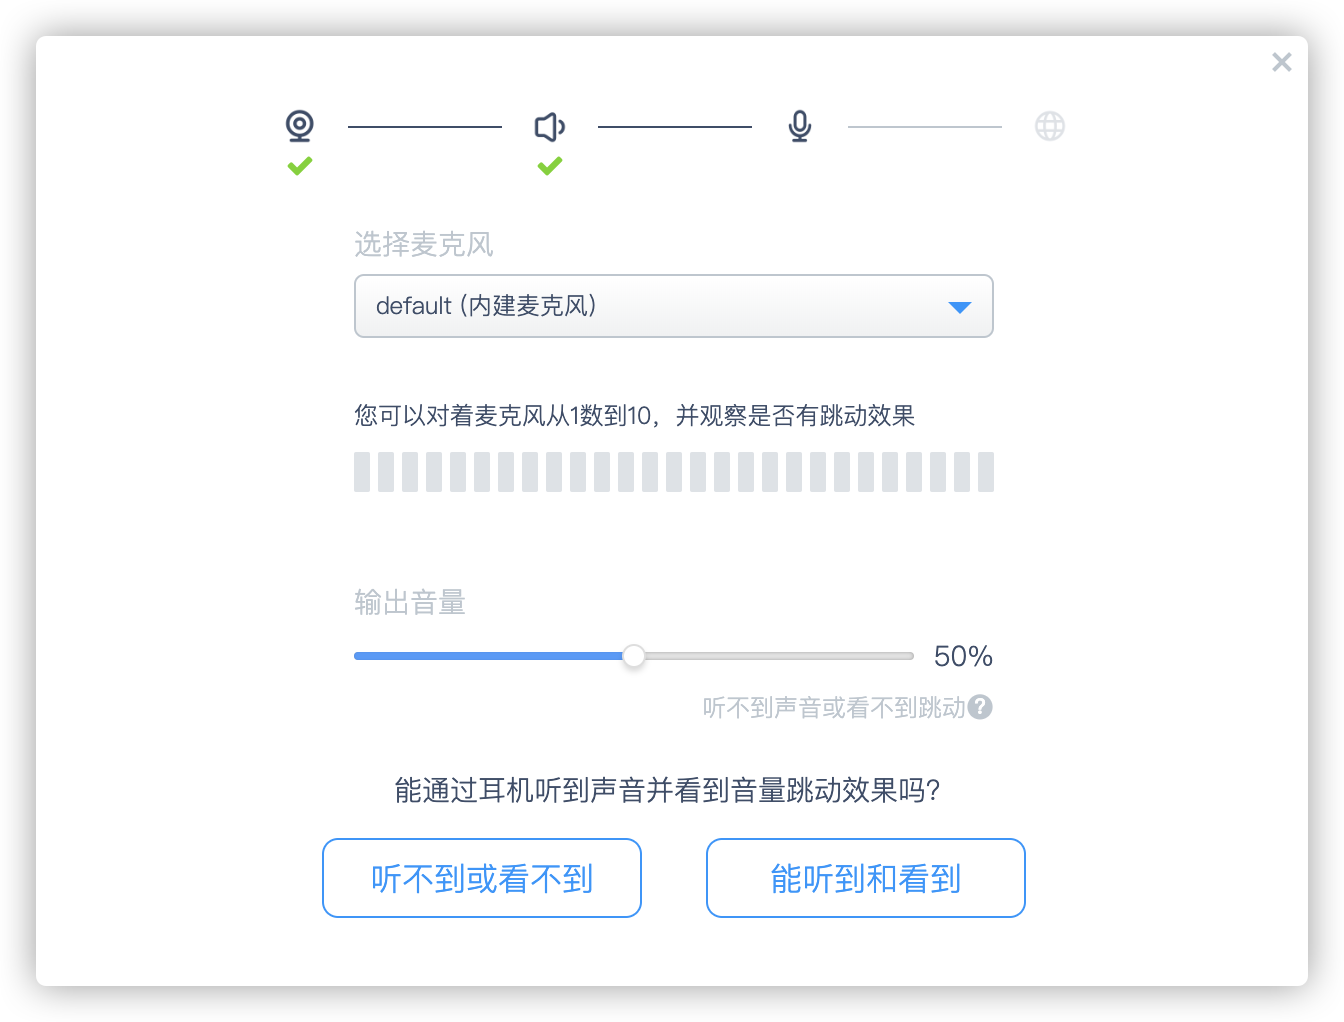 选择麦克风
default (内建麦克风)
您可以对着麦克风从1数到10，并观察是否有跳动效果
输出音量
50%
听不到声音或看不到跳动?
能通过耳机听到声音并看到音量跳动效果吗？
听不到或看不到
能听到和看到